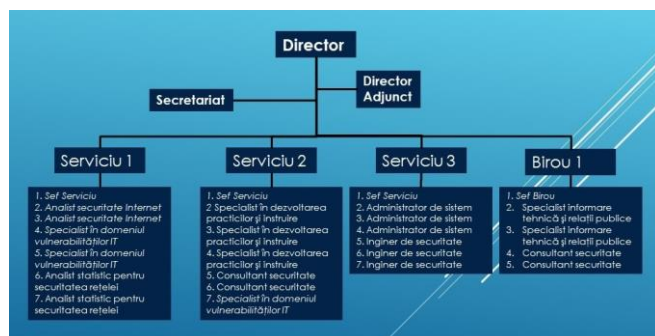 Director
Secretariat
Director
Adjunct
Serviciu 1
Serviciu 2
Serviciu 3
Birou 1
1. Sef Serviciu
2. Analist securitate Internet
3. Analist securitate Internet
4. Specialist în domeniul
vulnerabilităților IT
5. Specialist în domeniul
vulnerabilităților IT
6. Analist statistic pentru
securitatea rețelei
7. Analist statistic pentru
securitatea rețelei
1. Sef Serviciu
2 Specialist în dezvoltarea
practicilor și instruire
3. Specialist în dezvoltarea
practicilor și instruire
4. Specialist în dezvoltarea
practicilor și instruire
5. Consultant securitate
6. Consultant securitate
7. Specialist în domeniul
vulnerabilităților IT
1. Sef Serviciu
2. Administrator de sistem
3. Administrator de sistem
4. Administrator de sistem
5. Inginer de securitate
6. Inginer de securitate
7. Inginer de securitate
1. Sef Birou
2. Specialist informare
tehnică și relații publice
3. Specialist informare
tehnică și relații publice
4. Consultant securitate
5. Consultant securitate